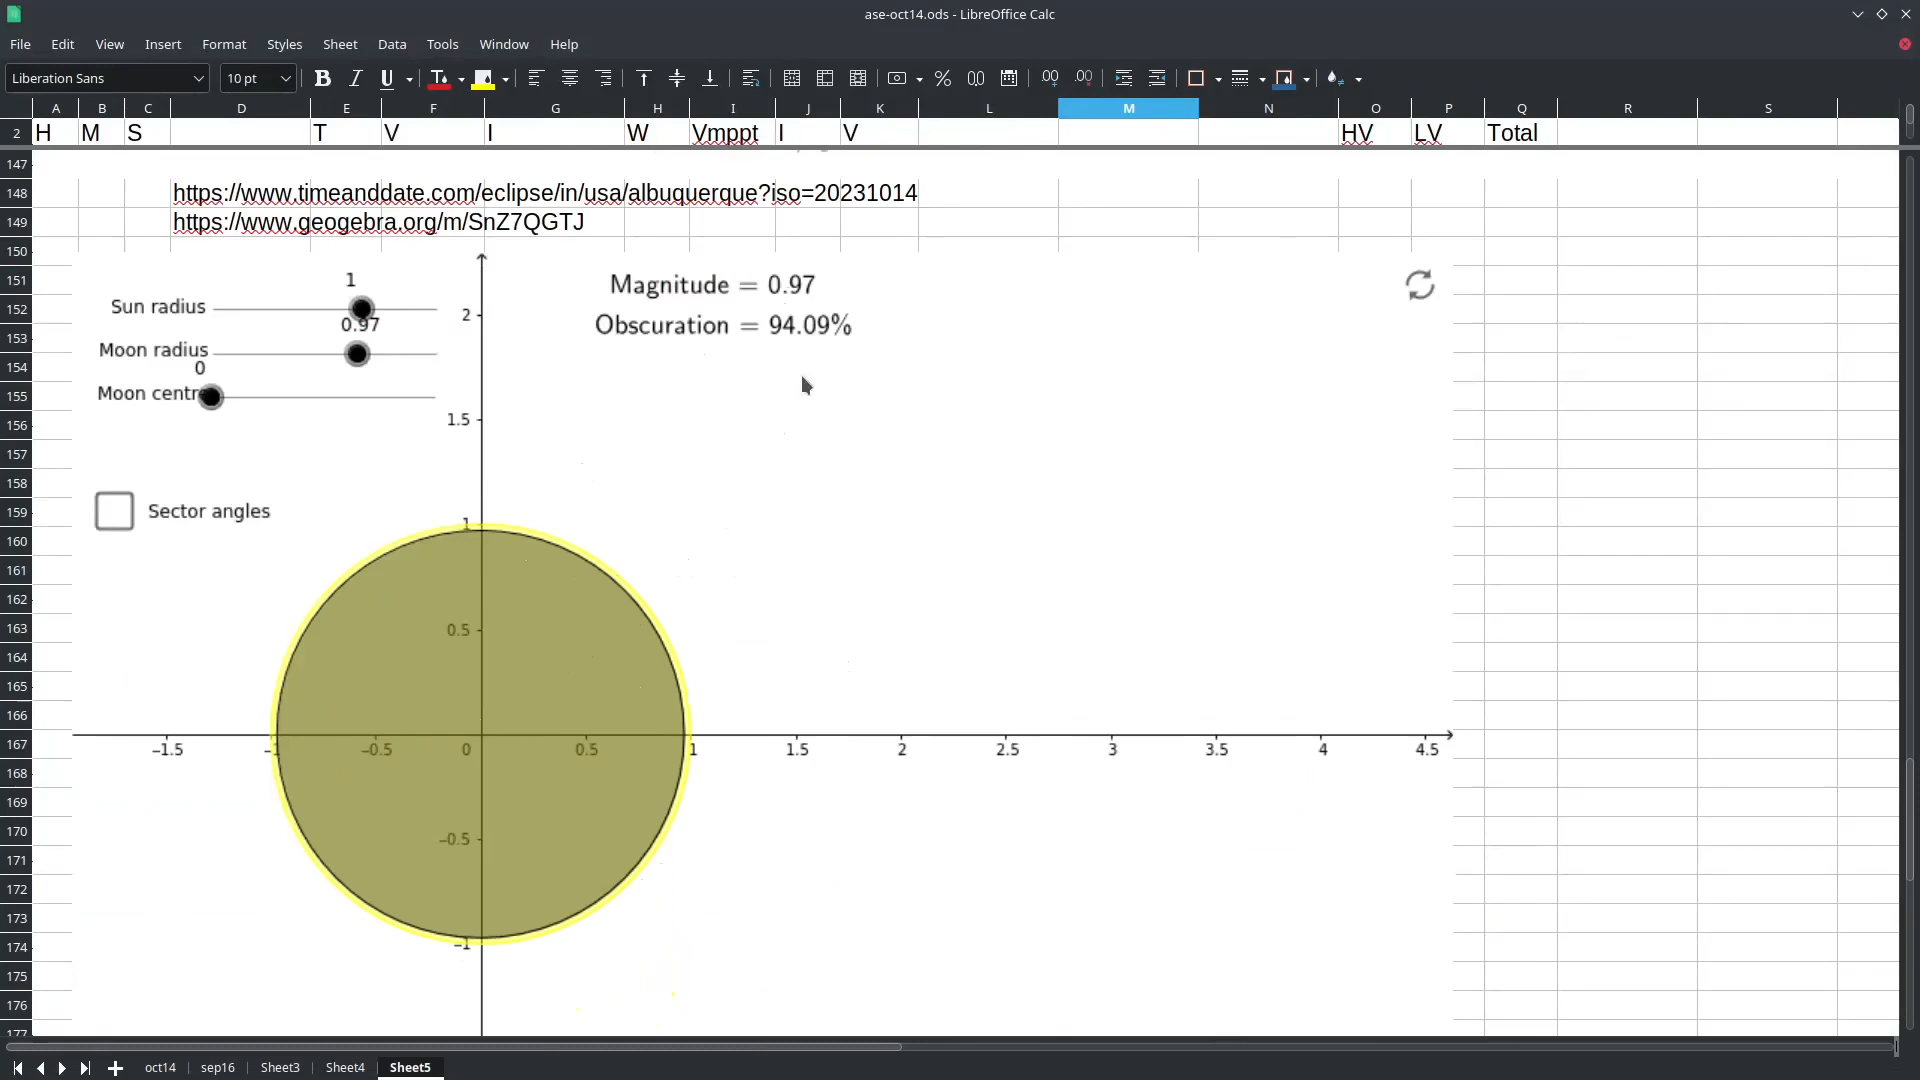 ase-oct14.ods - LibreOffice Calc
File Edit View Insert Format Styles Sheet Data Tools Window Help
Liberation Sans 10 pt
A B C D E F G H I J K L M N O P Q R S
2 H M S T V I W Vmppt I V HV LV Total
147
148 https://www.timeanddate.com/eclipse/in/usa/albuquerque?iso=20231014
149 https://www.geogebra.org/m/SnZ7QGTJ
150
151
152
153
154
155
156
157
158
159
160
161
162
163
164
165
166
167
168
169
170
171
172
173
174
175
176
177
1
Sun radius
0.97
Moon radius
0
Moon centr
Sector angles
Magnitude = 0.97
Obscuration = 94.09%
2
1.5
1
0.5
−1.5 −1 −0.5 0 0.5 1 1.5 2 2.5 3 3.5 4 4.5
−0.5
−1
oct14 sep16 Sheet3 Sheet4 Sheet5